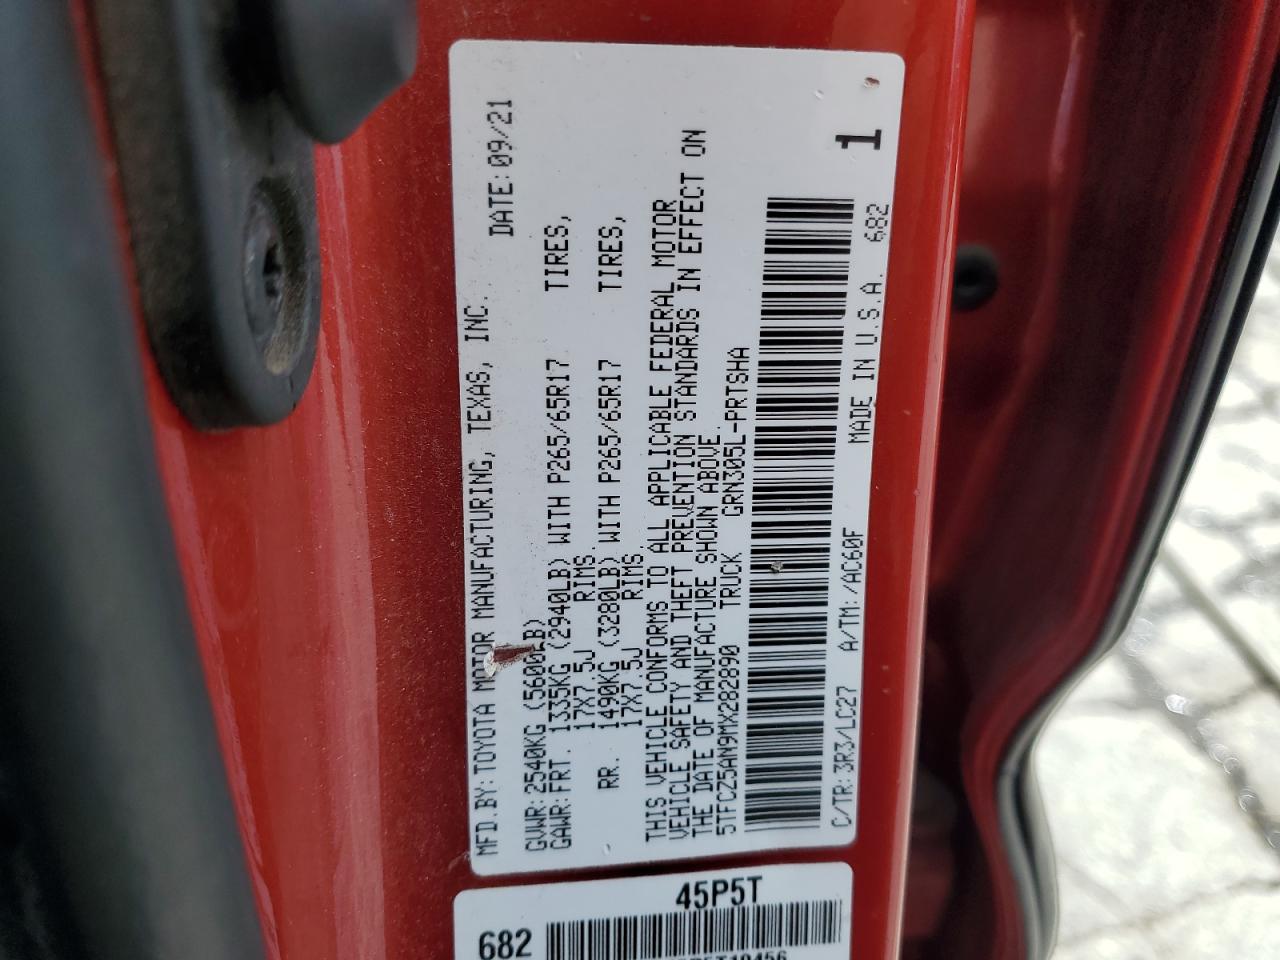 MFD.BY:TOYOTA MOTOR MANUFACTURING, TEXAS, INC.
DATE:09/21
GVWR:2540KG (5600LB)
GAWR:FRT. 1335KG (2940LB) WITH P265/65R17 TIRES,
17X7.5J RIMS.
RR. 1490KG (3280LB) WITH P265/65R17 TIRES,
17X7.5J RIMS.
THIS VEHICLE CONFORMS TO ALL APPLICABLE FEDERAL MOTOR
VEHICLE SAFETY AND THEFT PREVENTION STANDARDS IN EFFECT ON
THE DATE OF MANUFACTURE SHOWN ABOVE.
5TFCZ5AN9MX282890 TRUCK GRN305L-PRTSHA
1
C/TR:3R3/LC27 A/TM:/AC60F MADE IN U.S.A. 682
45P5T
682